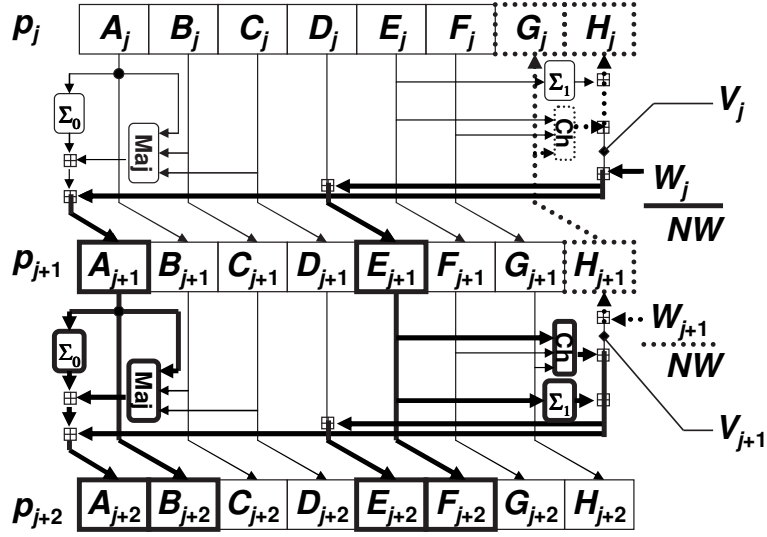 p_j A_j B_j C_j D_j E_j F_j G_j H_j
Σ_0 Maj Σ_1 Ch V_j
W_j
NW
p_{j+1} A_{j+1} B_{j+1} C_{j+1} D_{j+1} E_{j+1} F_{j+1} G_{j+1} H_{j+1}
W_{j+1}
NW
Σ_0 Maj Ch Σ_1
V_{j+1}
p_{j+2} A_{j+2} B_{j+2} C_{j+2} D_{j+2} E_{j+2} F_{j+2} G_{j+2} H_{j+2}